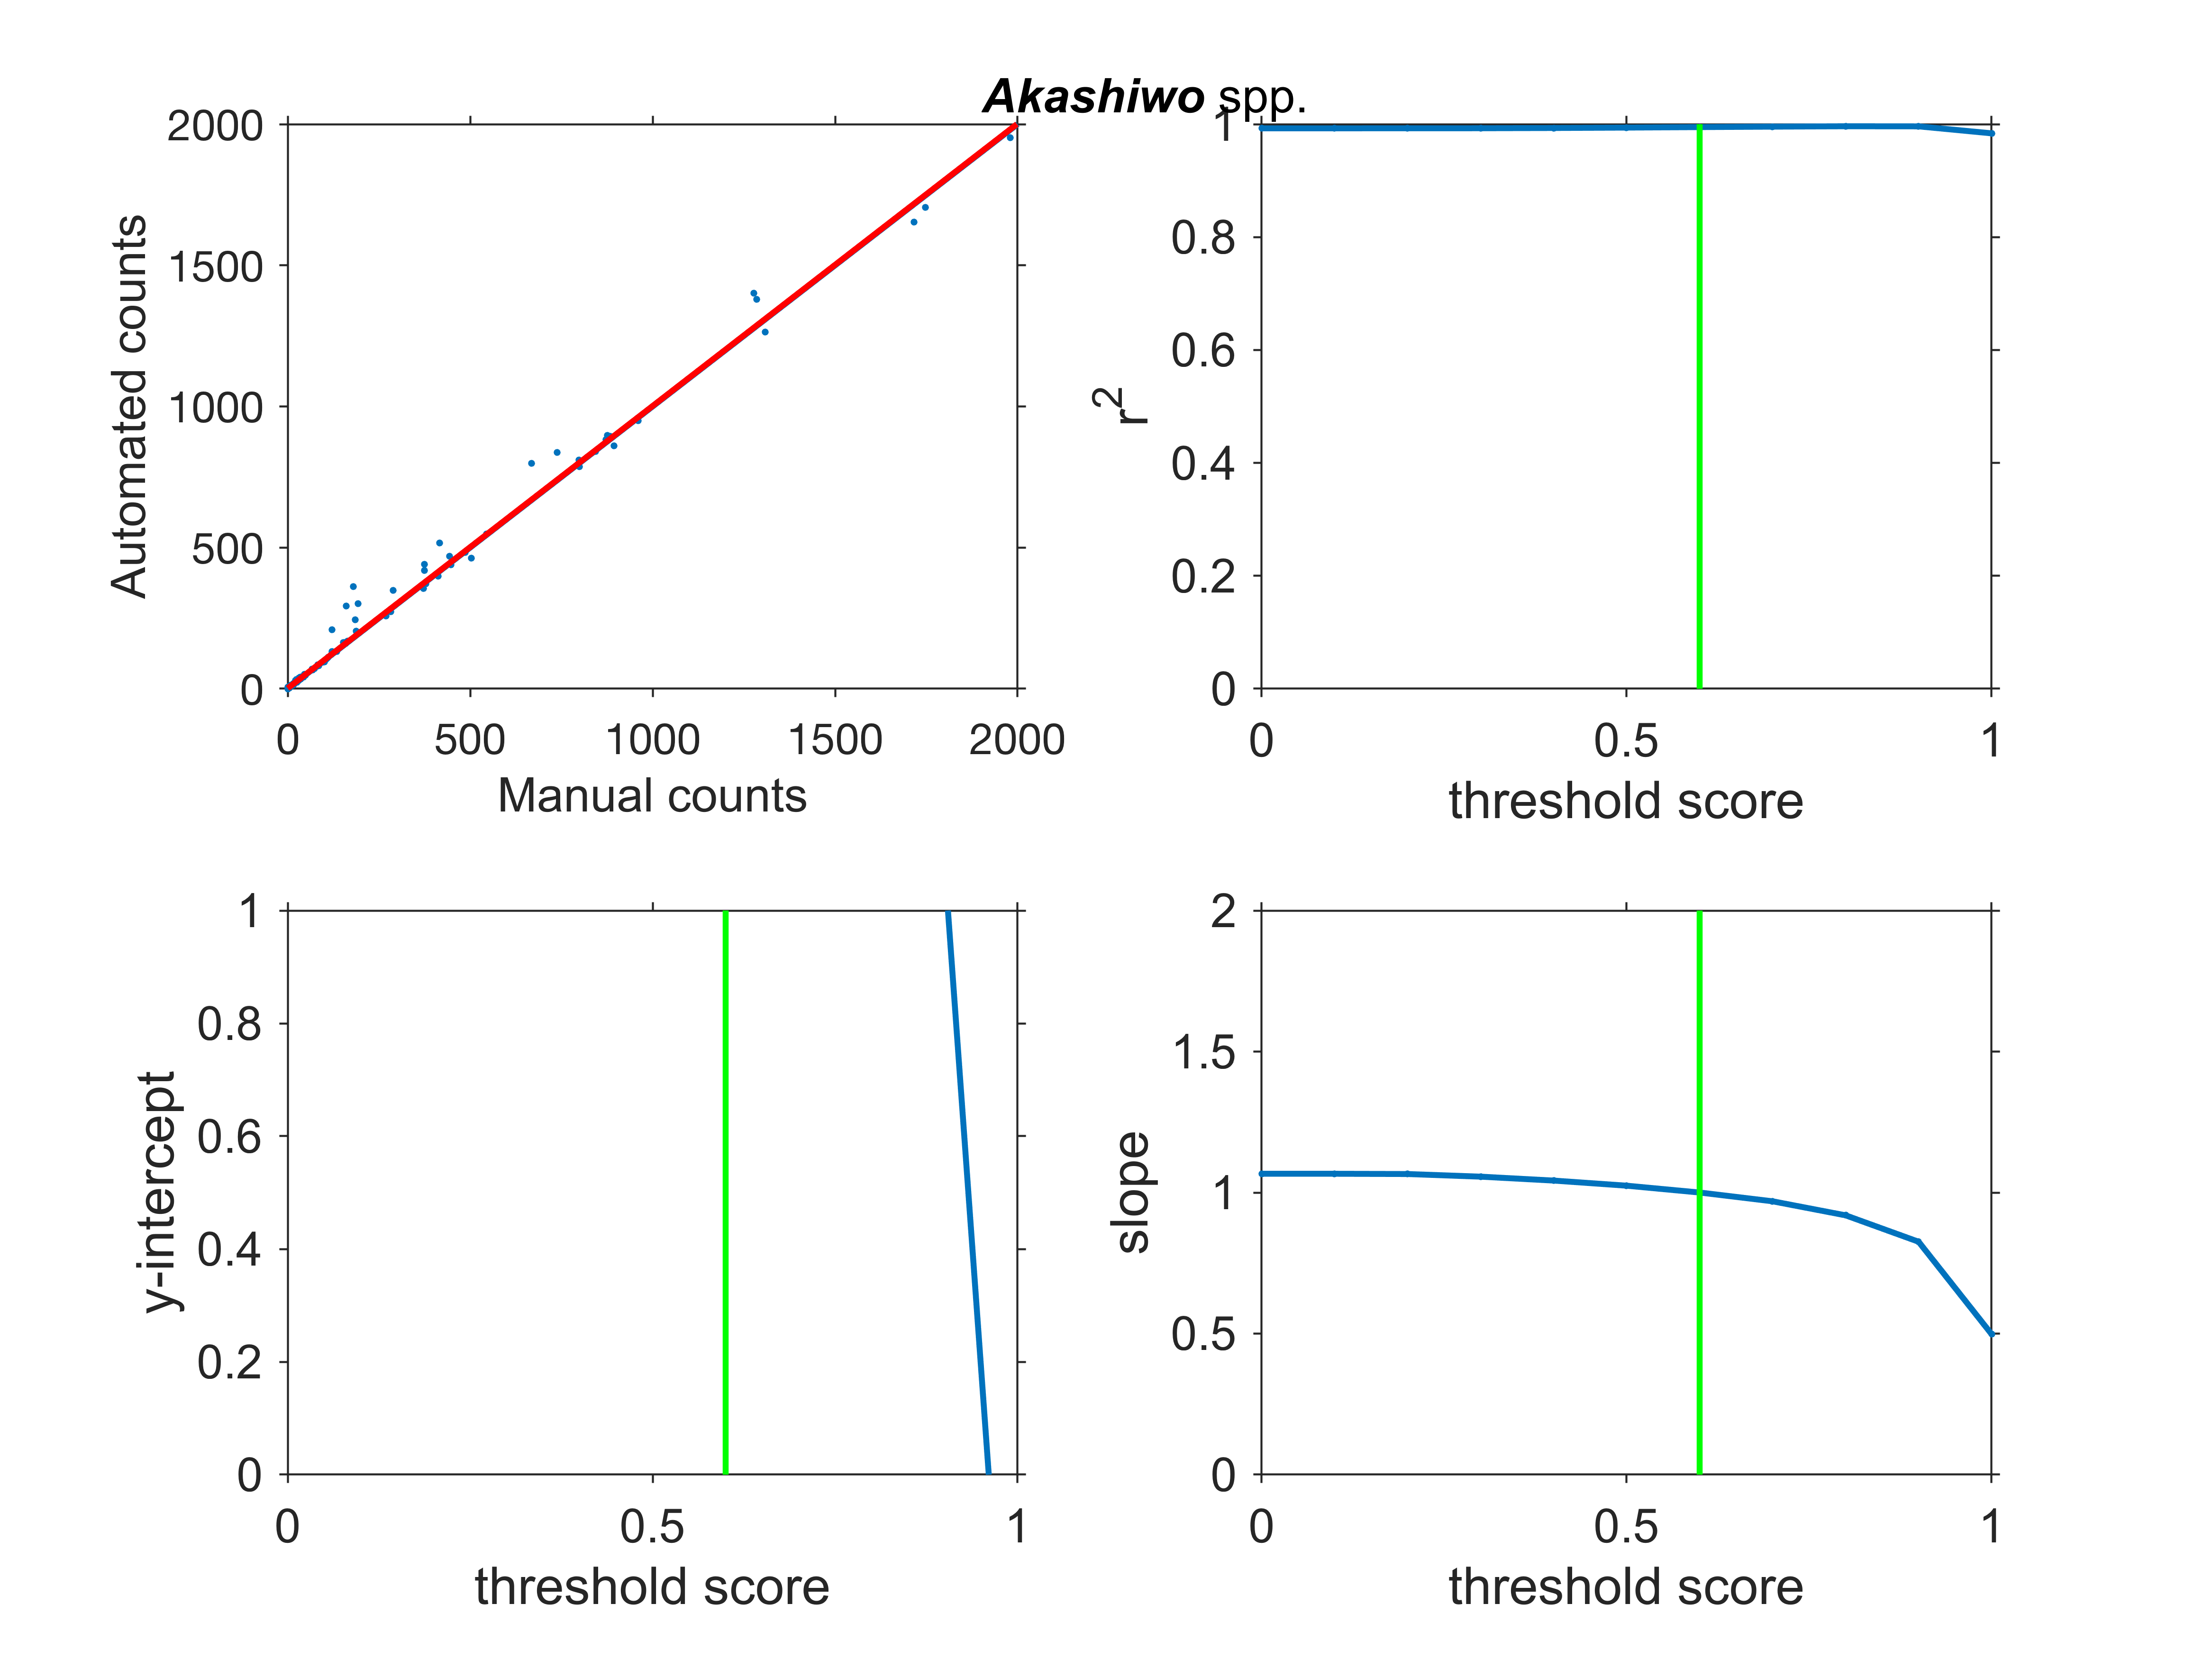 Akashiwo spp.
2000
1500
1000
500
0
0 500 1000 1500 2000
Automated counts
Manual counts
1
0.8
0.6
0.4
0.2
0
0 0.5 1
r2
threshold score
1
0.8
0.6
0.4
0.2
0
0 0.5 1
y-intercept
threshold score
2
1.5
1
0.5
0
0 0.5 1
slope
threshold score